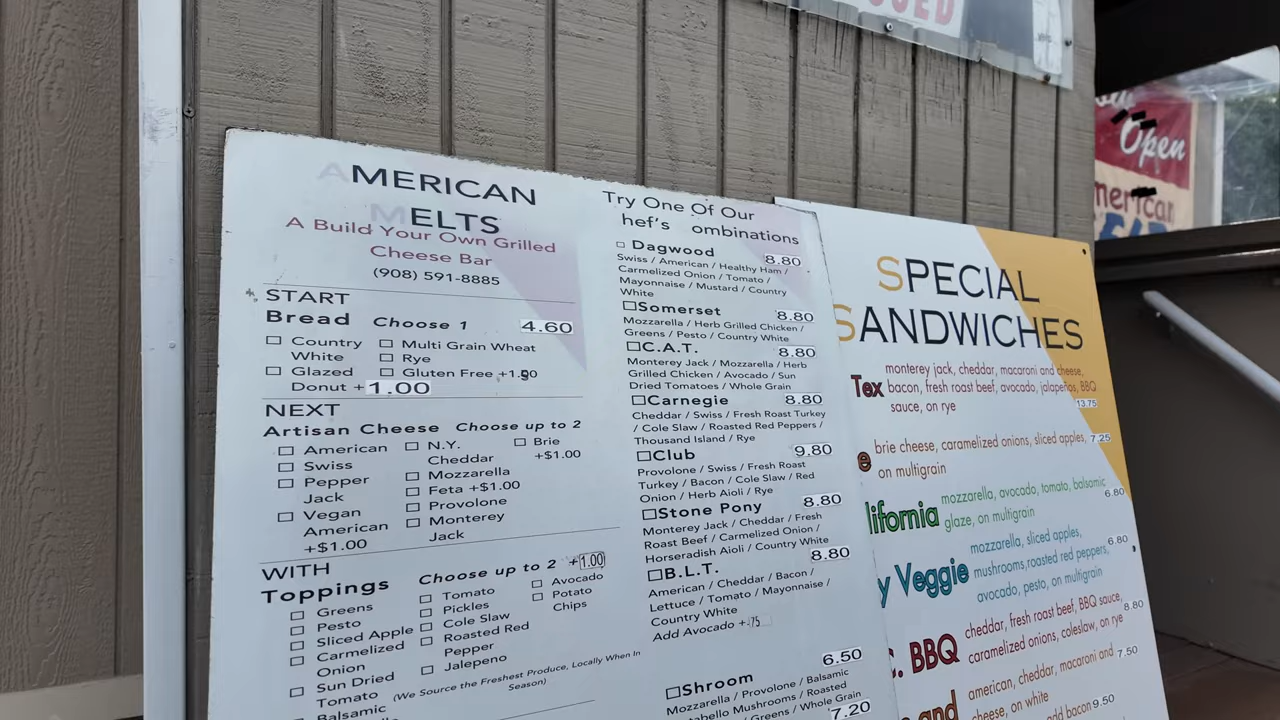 OSED
Open
merican
AMERICAN
MELTS
A Build Your Own Grilled
Cheese Bar
(908) 591-8885
START
Bread Choose 1 4.60
Country
White
Glazed
Donut + 1.00
Multi Grain Wheat
Rye
Gluten Free +1.50
NEXT
Artisan Cheese Choose up to 2
American
Swiss
Pepper
Jack
Vegan
American
+$1.00
N.Y.
Cheddar
Mozzarella
Feta +$1.00
Provolone
Monterey
Jack
Brie
+$1.00
WITH
Toppings Choose up to 2 +1.00
Greens
Pesto
Sliced Apple
Carmelized
Onion
Sun Dried
Tomato
Balsamic
Tomato
Pickles
Cole Slaw
Roasted Red
Pepper
Jalepeno
Avocado
Potato
Chips
(We Source the Freshest Produce, Locally When In
Season)
Try One Of Our
hef's ombinations
Dagwood 8.80
Swiss / American / Healthy Ham /
Carmelized Onion / Tomato /
Mayonnaise / Mustard / Country
White
Somerset 8.80
Mozzarella / Herb Grilled Chicken /
Greens / Pesto / Country White
C.A.T. 8.80
Monterey Jack / Mozzarella / Herb
Grilled Chicken / Avocado / Sun
Dried Tomatoes / Whole Grain
Carnegie 8.80
Cheddar / Swiss / Fresh Roast Turkey
/ Cole Slaw / Roasted Red Peppers /
Thousand Island / Rye
Club 9.80
Provolone / Swiss / Fresh Roast
Turkey / Bacon / Cole Slaw / Red
Onion / Herb Aioli / Rye
Stone Pony 8.80
Monterey Jack / Cheddar / Fresh
Roast Beef / Carmelized Onion /
Horseradish Aioli / Country White
B.L.T. 8.80
American / Cheddar / Bacon /
Lettuce / Tomato / Mayonnaise /
Country White
Add Avocado +.75
Shroom 6.50
Mozzarella / Provolone / Balsamic
tabello Mushrooms / Roasted
/ Greens / Whole Grain
7.20
SPECIAL
SANDWICHES
Tex monterey jack, cheddar, macaroni and cheese,
bacon, fresh roast beef, avocado, jalapeños, BBQ
sauce, on rye 13.75
e brie cheese, caramelized onions, sliced apples, 7.25
on multigrain
lifornia mozzarella, avocado, tomato, balsamic 6.80
glaze, on multigrain
y Veggie mozzarella, sliced apples, 6.80
mushrooms,roasted red peppers,
avocado, pesto, on multigrain
. BBQ cheddar, fresh roast beef, BBQ sauce, 8.80
caramelized onions, coleslaw, on rye
and american, cheddar, macaroni and 7.50
cheese, on white
and bacon 9.50